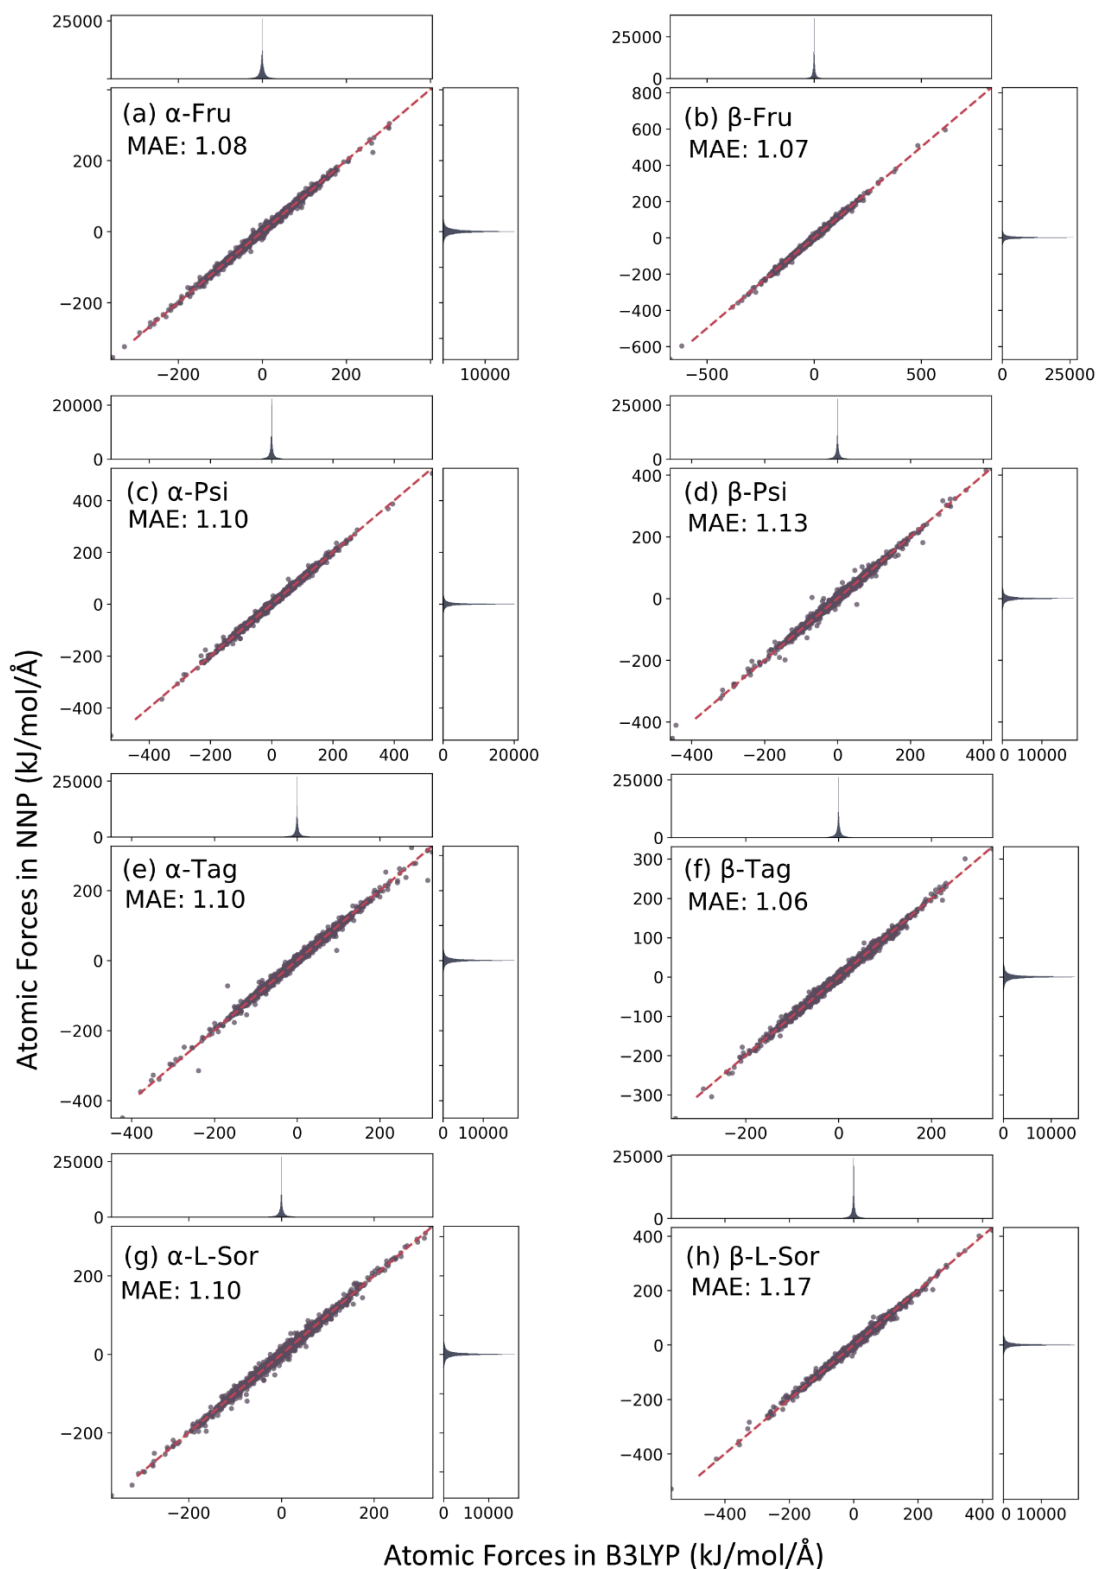 25000
(a) α-Fru
MAE: 1.08
200
0
−200
−200 0 200
10000
25000
0
(b) β-Fru
MAE: 1.07
800
600
400
200
0
−200
−400
−600
−500 0 500
0 25000
20000
0
(c) α-Psi
MAE: 1.10
400
200
0
−200
−400
−400 −200 0 200 400
0 10000 20000
25000
0
(d) β-Psi
MAE: 1.13
400
200
0
−200
−400
−400 −200 0 200 400
0 10000
25000
0
(e) α-Tag
MAE: 1.10
200
0
−200
−400
−400 −200 0 200
0 10000
25000
0
(f) β-Tag
MAE: 1.06
300
200
100
0
−100
−200
−300
−200 0 200
0 10000
25000
0
(g) α-L-Sor
MAE: 1.10
200
0
−200
−200 0 200
0 10000
25000
0
(h) β-L-Sor
MAE: 1.17
400
200
0
−200
−400
−400 −200 0 200 400
0 10000
Atomic Forces in NNP (kJ/mol/Å)
Atomic Forces in B3LYP (kJ/mol/Å)